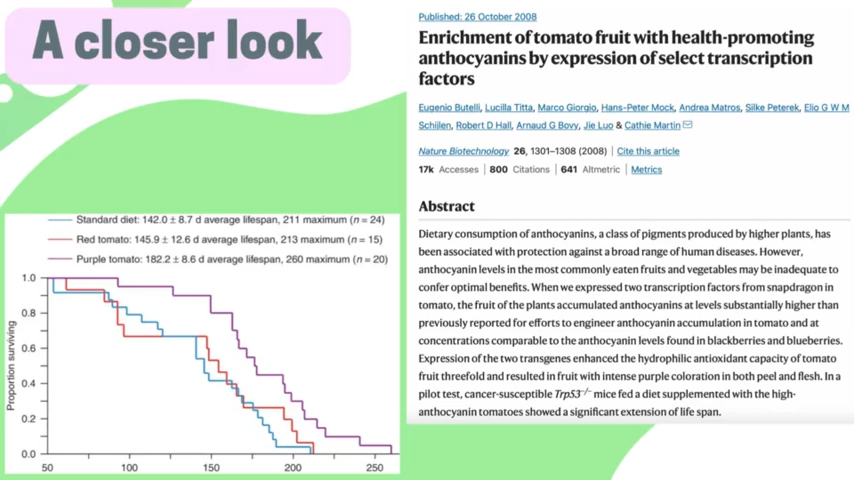 A closer look
Published: 26 October 2008
Enrichment of tomato fruit with health-promoting
anthocyanins by expression of select transcription
factors
Eugenio Butelli, Lucilla Titta, Marco Giorgio, Hans-Peter Mock, Andrea Matros, Silke Peterek, Elio G W M
Schijlen, Robert D Hall, Arnaud G Bovy, Jie Luo & Cathie Martin
Nature Biotechnology 26, 1301–1308 (2008) | Cite this article
17k Accesses | 800 Citations | 641 Altmetric | Metrics
Abstract
Dietary consumption of anthocyanins, a class of pigments produced by higher plants, has
been associated with protection against a broad range of human diseases. However,
anthocyanin levels in the most commonly eaten fruits and vegetables may be inadequate to
confer optimal benefits. When we expressed two transcription factors from snapdragon in
tomato, the fruit of the plants accumulated anthocyanins at levels substantially higher than
previously reported for efforts to engineer anthocyanin accumulation in tomato and at
concentrations comparable to the anthocyanin levels found in blackberries and blueberries.
Expression of the two transgenes enhanced the hydrophilic antioxidant capacity of tomato
fruit threefold and resulted in fruit with intense purple coloration in both peel and flesh. In a
pilot test, cancer-susceptible Trp53−/− mice fed a diet supplemented with the high-
anthocyanin tomatoes showed a significant extension of life span.
Standard diet: 142.0 ± 8.7 d average lifespan, 211 maximum (n = 24)
Red tomato: 145.9 ± 12.6 d average lifespan, 213 maximum (n = 15)
Purple tomato: 182.2 ± 8.6 d average lifespan, 260 maximum (n = 20)
Proportion surviving
1.0
0.8
0.6
0.4
0.2
0.0
50 100 150 200 250